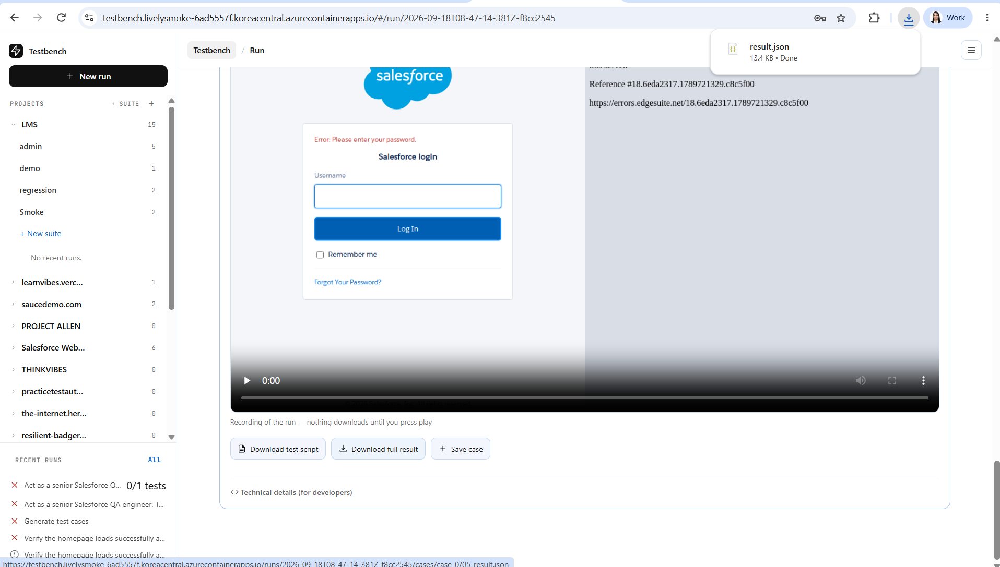 testbench.livelysmoke-6ad5557f.koreacentral.azurecontainerapps.io/#/run/2026-09-18T08-47-14-381Z-f8cc2545
Work
result.json
13.4 KB • Done
Testbench
+ New run
PROJECTS
+ SUITE +
LMS 15
admin 5
demo 1
regression 2
Smoke 2
+ New suite
No recent runs.
learnvibes.verc... 1
saucedemo.com 2
PROJECT ALLEN 0
Salesforce Web... 6
THINKVIBES 0
practicetestaut... 0
the-internet.her... 0
resilient-badger... 0
RECENT RUNS All
Act as a senior Salesforce Q... 0/1 tests
Act as a senior Salesforce QA engineer. T...
Generate test cases
Verify the homepage loads successfully a...
Verify the homepage loads successfully a...
Testbench / Run
salesforce
Error: Please enter your password.
Salesforce login
Username
Log In
Remember me
Forgot Your Password?
this server.
Reference #18.6eda2317.1789721329.c8c5f00
https://errors.edgesuite.net/18.6eda2317.1789721329.c8c5f00
0:00
Recording of the run — nothing downloads until you press play
Download test script
Download full result
+ Save case
<> Technical details (for developers)
https://testbench.livelysmoke-6ad5557f.koreacentral.azurecontainerapps.io/runs/2026-09-18T08-47-14-381Z-f8cc2545/cases/case-0/05-result.json